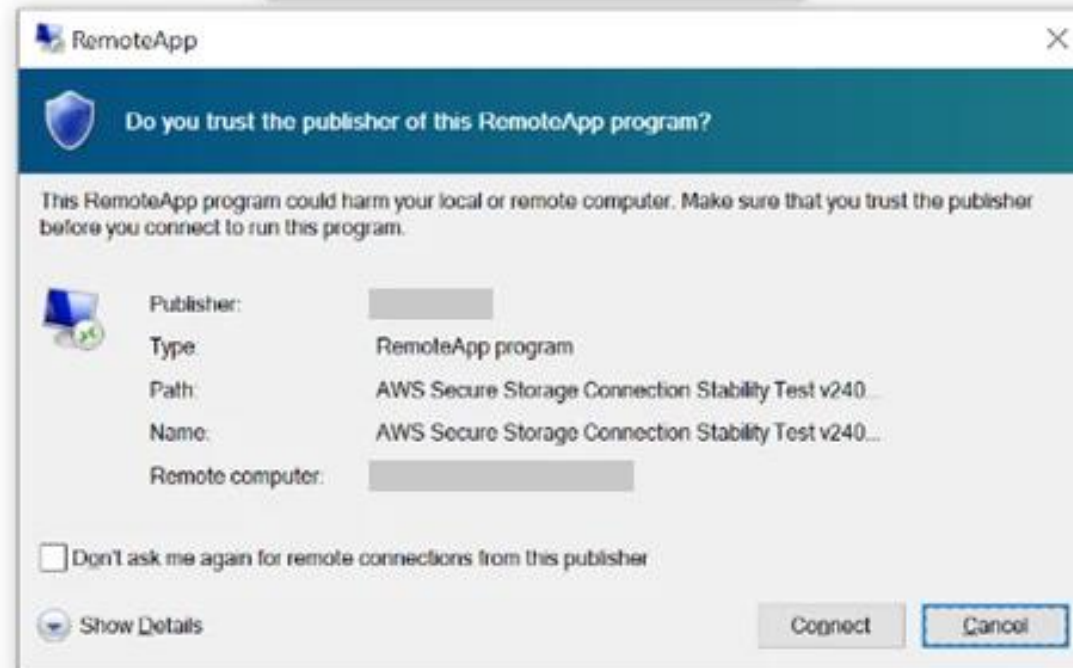 RemoteApp
Do you trust the publisher of this RemoteApp program?
This RemoteApp program could harm your local or remote computer. Make sure that you trust the publisher
before you connect to run this program.
Publisher:
Type: RemoteApp program
Path: AWS Secure Storage Connection Stability Test v240...
Name: AWS Secure Storage Connection Stability Test v240...
Remote computer:
Don't ask me again for remote connections from this publisher
Show Details
Connect
Cancel